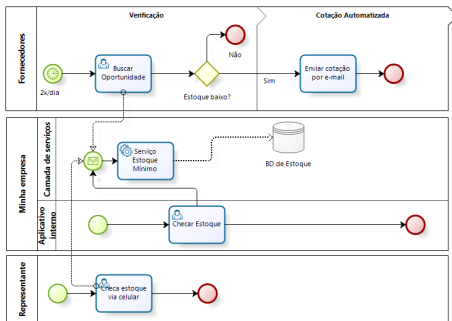 Verificação
Cotação Automatizada
Fornecedores
Buscar
Oportunidade
Não
Enviar cotação
por e-mail
2x/dia
Estoque baixo?
Sim
Minha empresa
Camada de serviços
Serviço
Estoque
Mínimo
BD de Estoque
Aplicativo
interno
Checar Estoque
Representante
Checa estoque
via celular